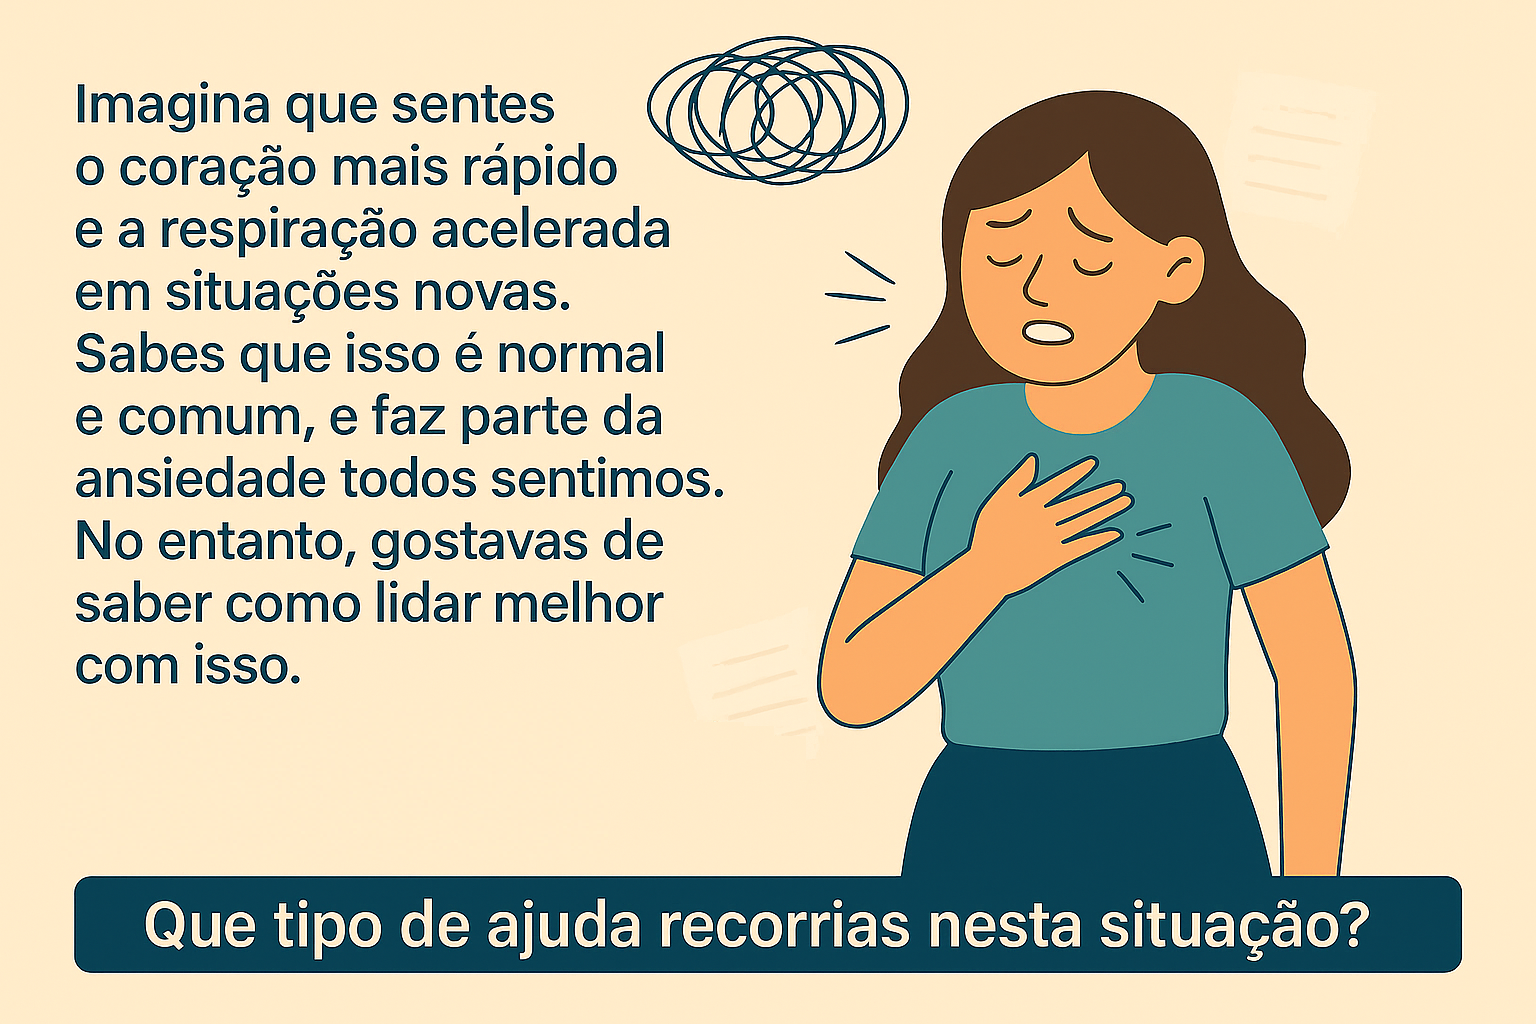 Imagina que sentes
o coração mais rápido
e a respiração acelerada
em situações novas.
Sabes que isso é normal
e comum, e faz parte da
ansiedade todos sentimos.
No entanto, gostavas de
saber como lidar melhor
com isso.
Que tipo de ajuda recorrias nesta situação?